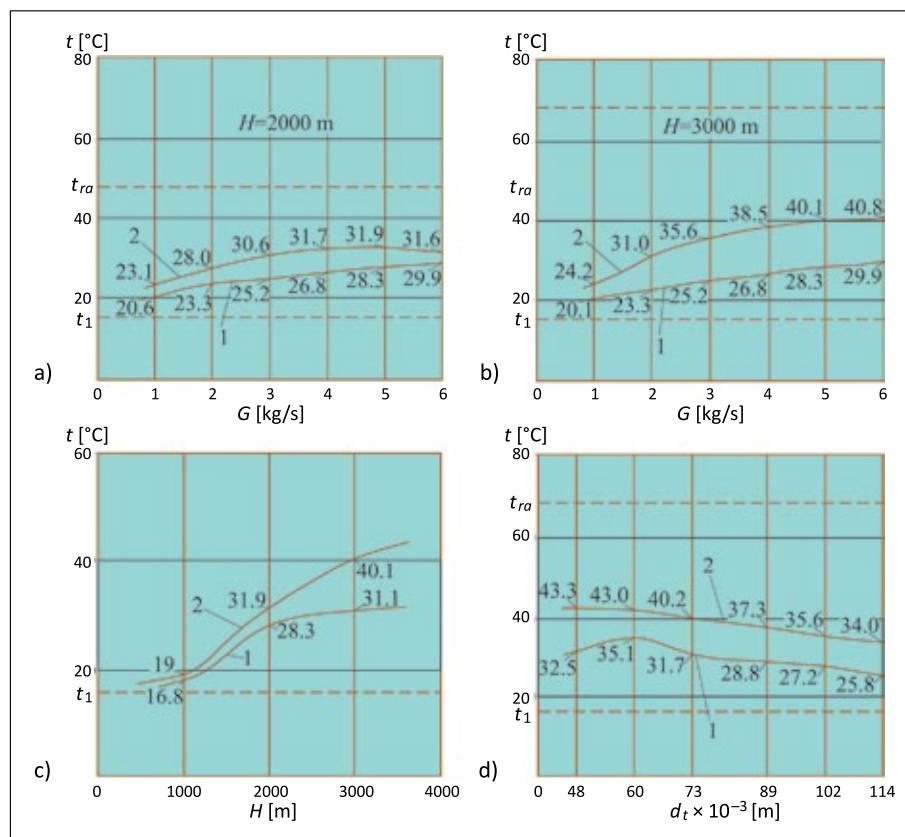 t [°C]
80
H=2000 m
60
t_ra
40
2
23.1 28.0 30.6 31.7 31.9 31.6
20
20.6 23.3 25.2 26.8 28.3 29.9
t_1
1
a)
0 1 2 3 4 5 6
G [kg/s]
t [°C]
80
60
H=3000 m
t_ra
40
2
24.2 31.0 35.6 38.5 40.1 40.8
20
20.1 23.3 25.2 26.8 28.3 29.9
t_1
1
b)
0 1 2 3 4 5 6
G [kg/s]
t [°C]
60
40
40.1
2
31.9
31.1
1
28.3
20
19
t_1
16.8
c)
0 1000 2000 3000 4000
H [m]
t [°C]
80
t_ra
60
2
43.3 43.0 40.2 37.3 35.6 34.0
40
32.5 35.1 31.7 28.8 27.2 25.8
20
t_1
1
d)
0 48 60 73 89 102 114
d_t × 10⁻³ [m]